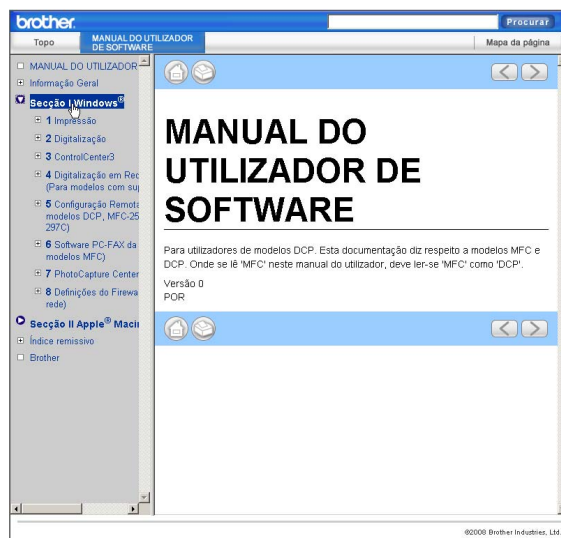 brother.
Procurar
Topo
MANUAL DO UTILIZADOR
DE SOFTWARE
Mapa da página
MANUAL DO UTILIZADOR
Informação Geral
Secção I Windows®
1 Impressão
2 Digitalização
3 ControlCenter3
4 Digitalização em Rec
(Para modelos com suj
5 Configuração Remota
modelos DCP, MFC-25
297C)
6 Software PC-FAX da
modelos MFC)
7 PhotoCapture Center
8 Definições do Firewa
rede)
Secção II Apple® Macin
Índice remissivo
Brother
MANUAL DO
UTILIZADOR DE
SOFTWARE
Para utilizadores de modelos DCP. Esta documentação diz respeito a modelos MFC e
DCP. Onde se lê 'MFC' neste manual do utilizador, deve ler-se 'MFC' como 'DCP'.
Versão 0
POR
©2008 Brother Industries, Ltd.